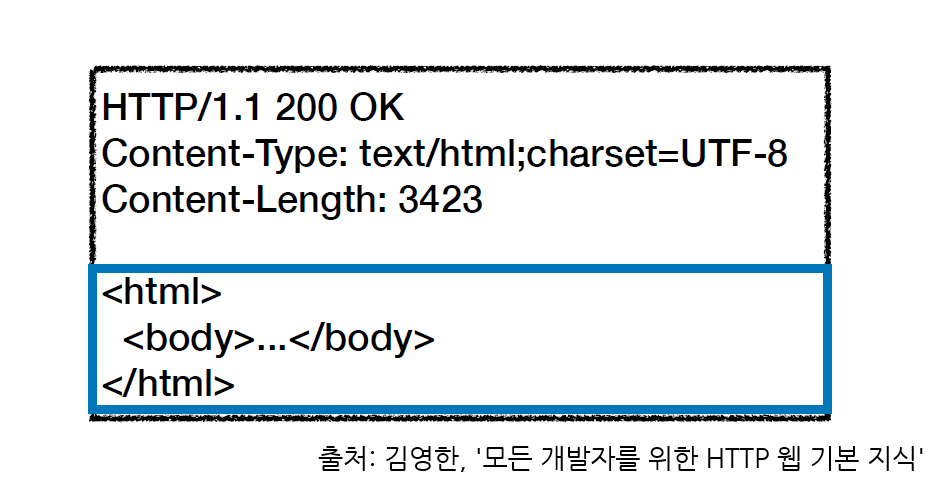 HTTP/1.1 200 OK
Content-Type: text/html;charset=UTF-8
Content-Length: 3423
<html>
<body>...</body>
</html>
출처: 김영한, '모든 개발자를 위한 HTTP 웹 기본 지식'